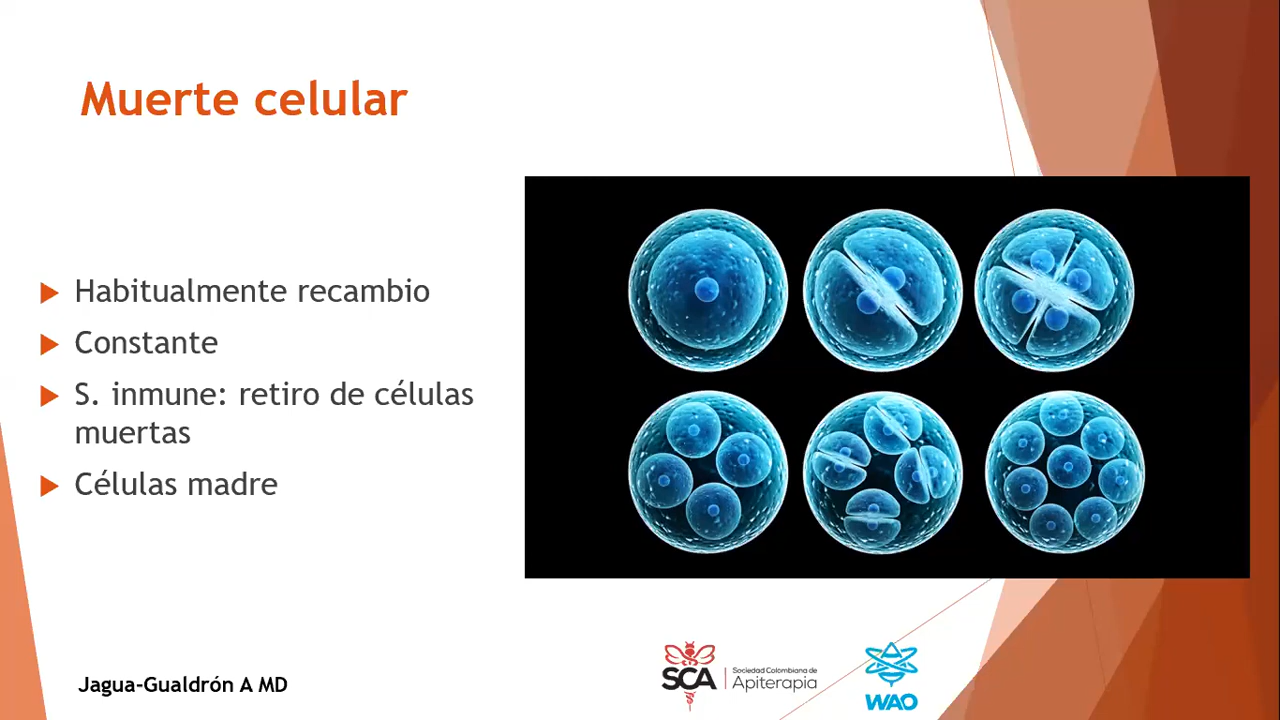 Muerte celular
Habitualmente recambio
Constante
S. inmune: retiro de células
muertas
Células madre
Jagua-Gualdrón A MD
SCA
Sociedad Colombiana de
Apiterapia
WAO